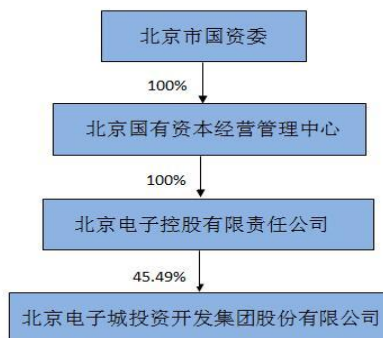 北京市国资委
100%
北京国有资本经营管理中心
100%
北京电子控股有限责任公司
45.49%
北京电子城投资开发集团股份有限公司